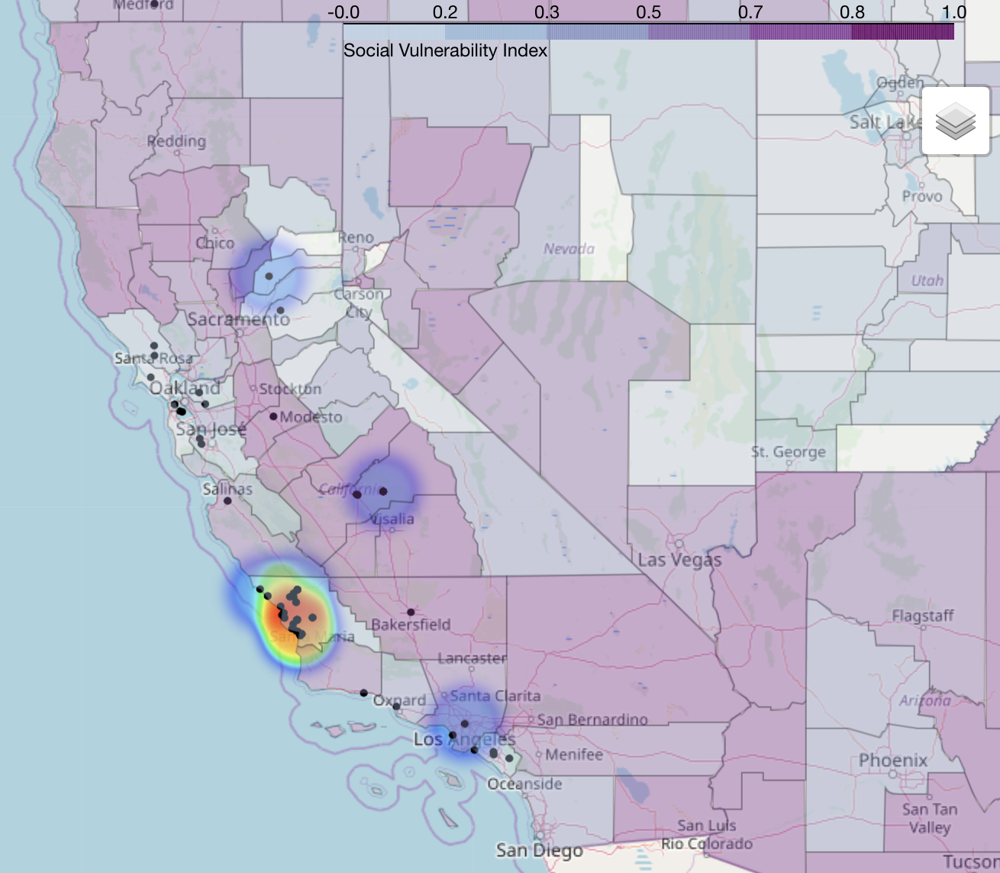 Medford
-0.0 0.2 0.3 0.5 0.7 0.8 1.0
Social Vulnerability Index
Ogden
Salt Lake
Redding
Provo
Chico
Reno
Nevada
Utah
Carson
City
Sacramento
Santa Rosa
Oakland
Stockton
Modesto
San José
St. George
Salinas
California
Visalia
Las Vegas
Flagstaff
Santa Maria
Bakersfield
Lancaster
Oxnard
Santa Clarita
Arizona
San Bernardino
Los Angeles
Menifee
Phoenix
Oceanside
San Tan
Valley
San Luis
Rio Colorado
San Diego
Tucson